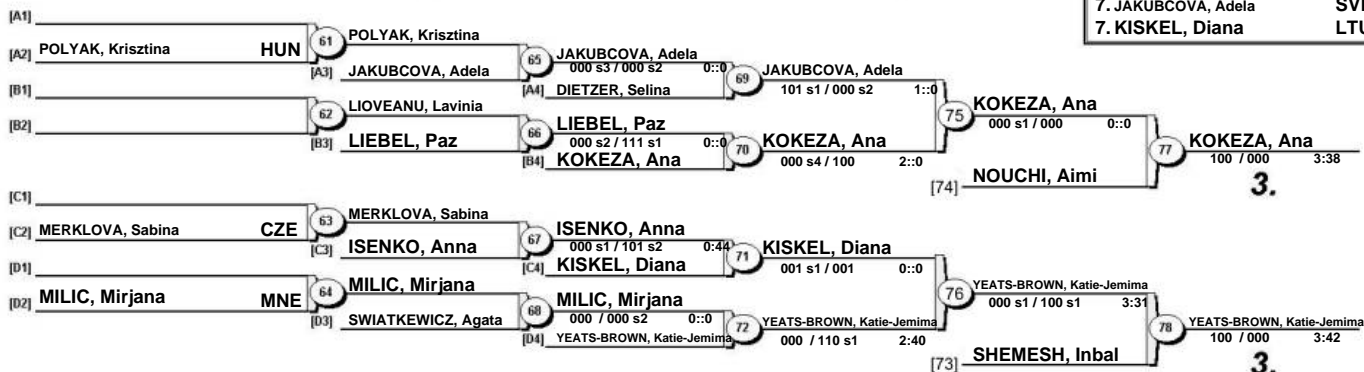 7. JAKUBCOVA, Adela
7. KISKEL, Diana LTU
[A1]
[A2] POLYAK, Krisztina HUN
61
POLYAK, Krisztina
[A3] JAKUBCOVA, Adela
65
JAKUBCOVA, Adela
000 s3 / 000 s2 0::0
[A4] DIETZER, Selina
69
JAKUBCOVA, Adela
101 s1 / 000 s2 1::0
[B1]
[B2]
62
LIOVEANU, Lavinia
[B3] LIEBEL, Paz
66
LIEBEL, Paz
000 s2 / 111 s1 0::0
[B4] KOKEZA, Ana
70
KOKEZA, Ana
000 s4 / 100 2::0
75
KOKEZA, Ana
000 s1 / 000 0::0
[74] NOUCHI, Aimi
77
KOKEZA, Ana
100 / 000 3:38
3.
[C1]
[C2] MERKLOVA, Sabina CZE
63
MERKLOVA, Sabina
[C3] ISENKO, Anna
67
ISENKO, Anna
000 s1 / 101 s2 0:44
[C4] KISKEL, Diana
71
KISKEL, Diana
001 s1 / 001 0::0
[D1]
[D2] MILIC, Mirjana MNE
64
MILIC, Mirjana
[D3] SWIATKEWICZ, Agata
68
MILIC, Mirjana
000 / 000 s2 0::0
[D4] YEATS-BROWN, Katie-Jemima
72
YEATS-BROWN, Katie-Jemima
000 / 110 s1 2:40
76
YEATS-BROWN, Katie-Jemima
000 s1 / 100 s1 3:31
[73] SHEMESH, Inbal
78
YEATS-BROWN, Katie-Jemima
100 / 000 3:42
3.